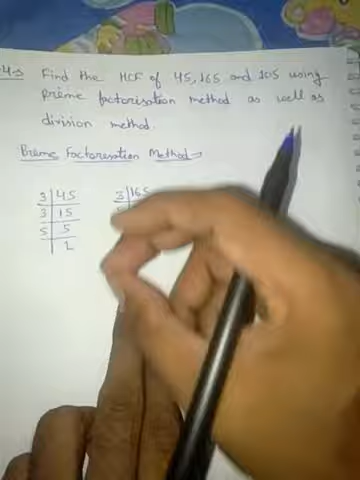 Find the HCF of 45, 165 and 105 using
prime factorisation method as well as
division method.
Prime Factorisation Method
3 | 45
3 | 15
5 | 5
1
3 | 165